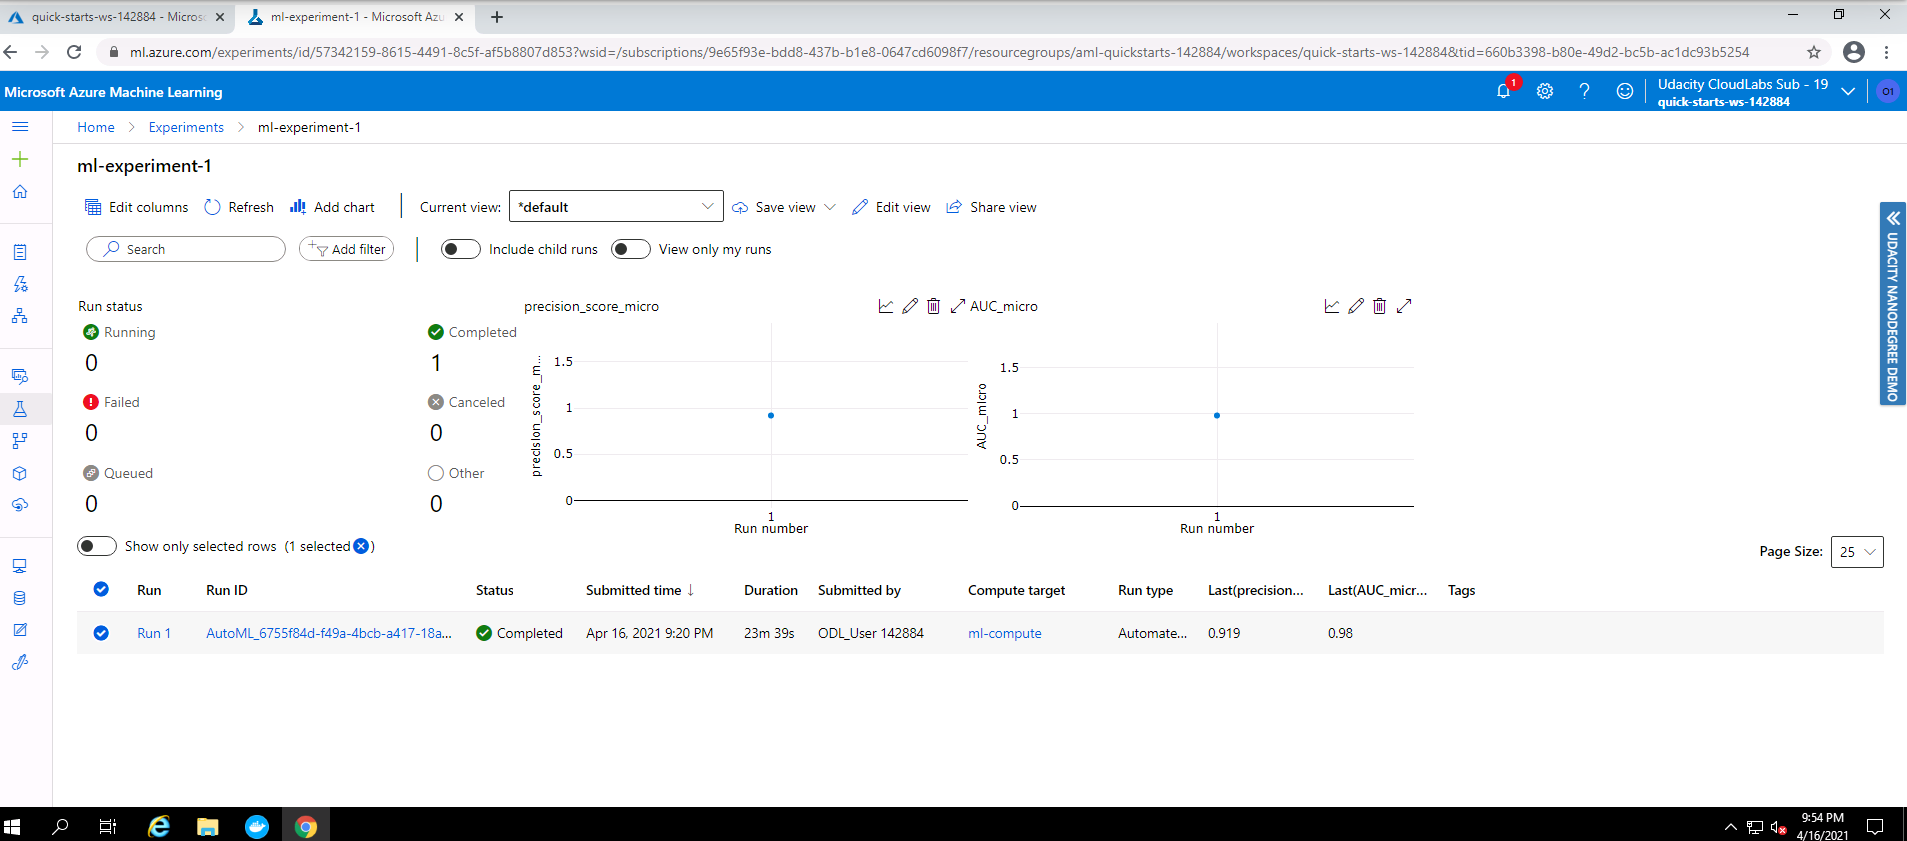 quick-starts-ws-142884 - Micros
ml-experiment-1 - Microsoft Azu
ml.azure.com/experiments/id/57342159-8615-4491-8c5f-af5b8807d853?wsid=/subscriptions/9e65f93e-bdd8-437b-b1e8-0647cd6098f7/resourcegroups/aml-quickstarts-142884/workspaces/quick-starts-ws-142884&tid=660b3398-b80e-49d2-bc5b-ac1dc93b5254
Microsoft Azure Machine Learning
1
Udacity CloudLabs Sub - 19
quick-starts-ws-142884
O1
Home > Experiments > ml-experiment-1
ml-experiment-1
Edit columns Refresh Add chart Current view: *default Save view Edit view Share view
Search Add filter Include child runs View only my runs
UDACITY NANODEGREE DEMO
Run status
Running
0
Completed
1
Failed
0
Canceled
0
Queued
0
Other
0
precision_score_micro
precision_score_m...
1.5
1
0.5
0
1
Run number
AUC_micro
AUC_micro
1.5
1
0.5
0
1
Run number
Show only selected rows (1 selected )
Page Size: 25
Run Run ID Status Submitted time ↓ Duration Submitted by Compute target Run type Last(precision... Last(AUC_micr... Tags
Run 1 AutoML_6755f84d-f49a-4bcb-a417-18a... Completed Apr 16, 2021 9:20 PM 23m 39s ODL_User 142884 ml-compute Automate... 0.919 0.98
9:54 PM
4/16/2021